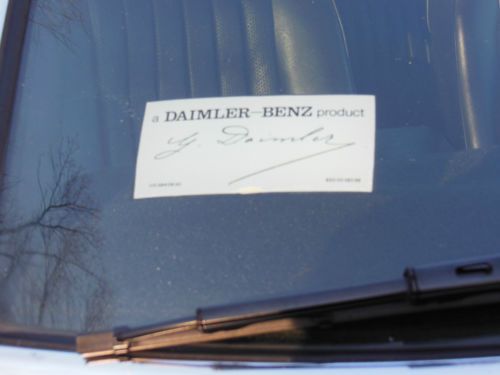 a DAIMLER-BENZ product
G. Daimler